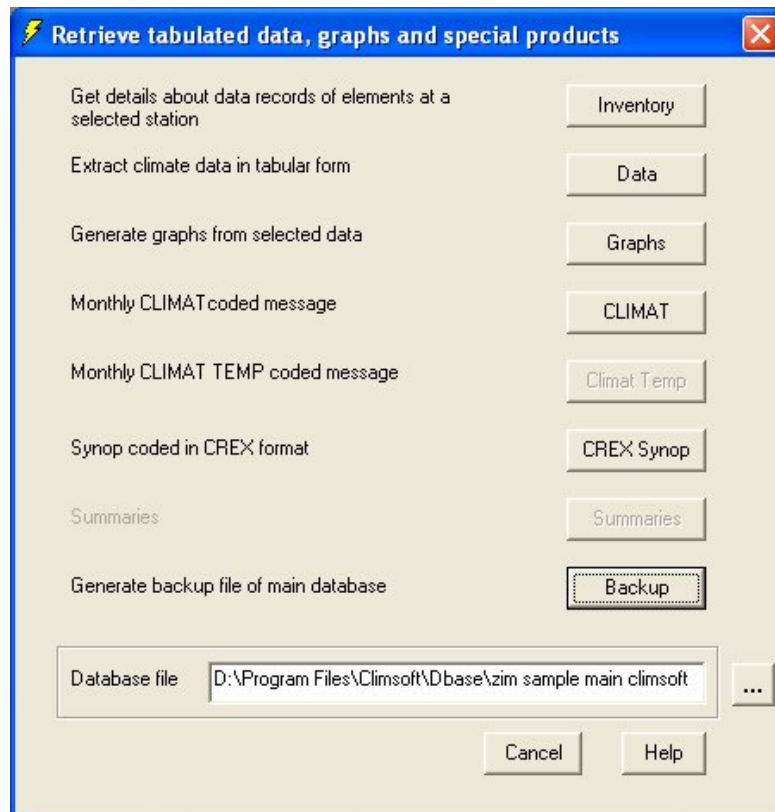 Retrieve tabulated data, graphs and special products
Get details about data records of elements at a
selected station
Inventory
Extract climate data in tabular form
Data
Generate graphs from selected data
Graphs
Monthly CLIMATcoded message
CLIMAT
Monthly CLIMAT TEMP coded message
Climat Temp
Synop coded in CREX format
CREX Synop
Summaries
Summaries
Generate backup file of main database
Backup
Database file
D:\Program Files\Climsoft\Dbase\zim sample main climsoft
...
Cancel
Help